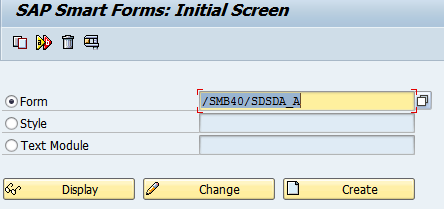 SAP Smart Forms: Initial Screen
Form /SMB40/SDSDA_A
Style
Text Module
Display Change Create